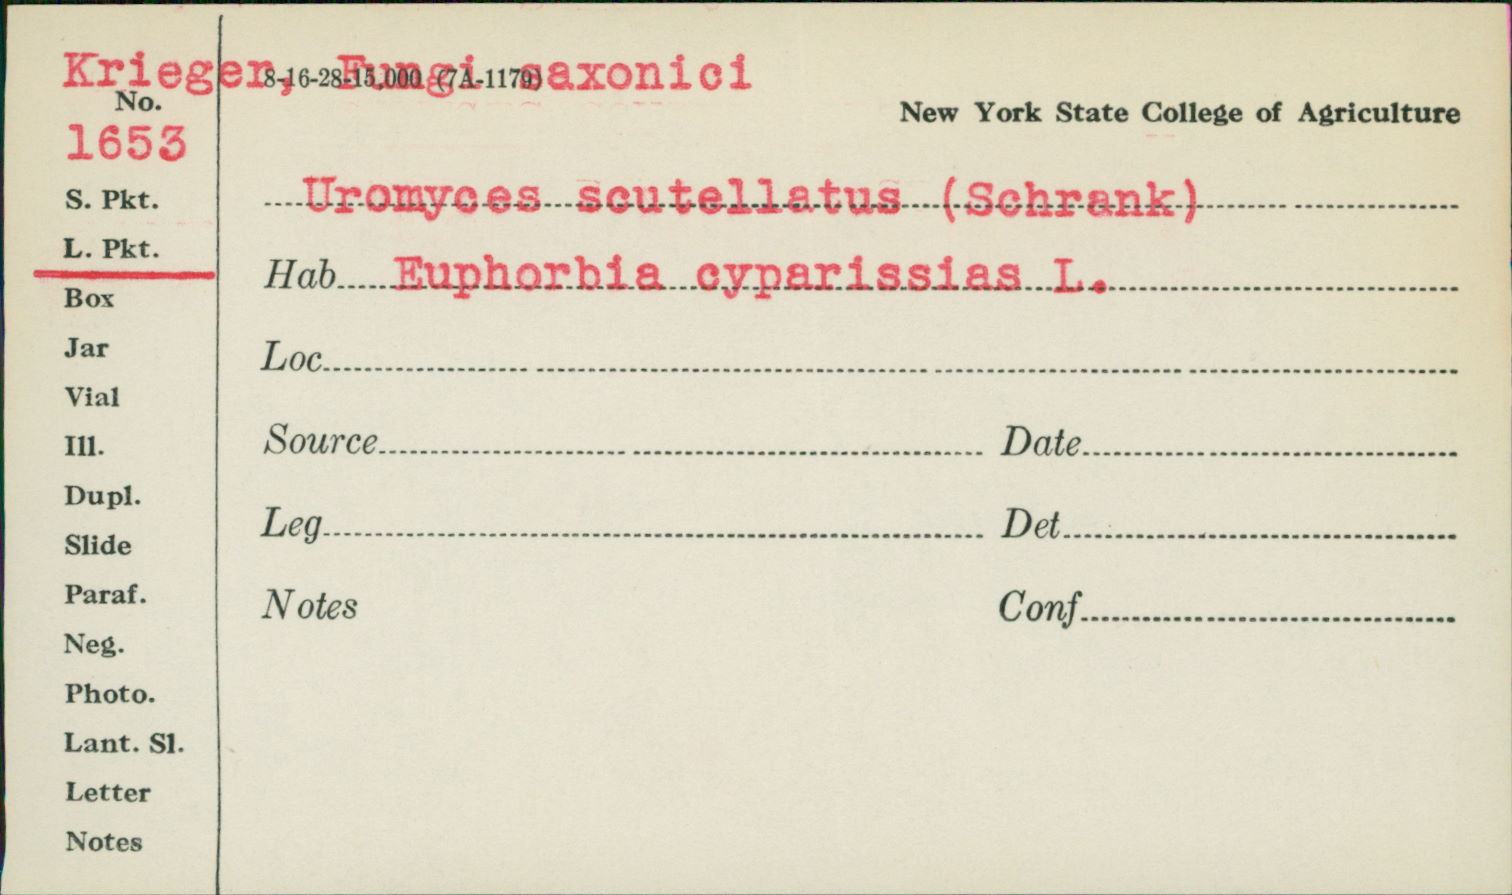 Krieger, Fungi saxonici
8-16-28-15,000 (7A-1179)
No.
New York State College of Agriculture
1653
S. Pkt.
Uromyces scutellatus (Schrank)
L. Pkt.
Hab. Euphorbia cyparissias L.
Box
Jar
Loc.
Vial
Ill.
Source Date
Dupl.
Slide
Leg. Det.
Paraf.
Notes Conf.
Neg.
Photo.
Lant. Sl.
Letter
Notes